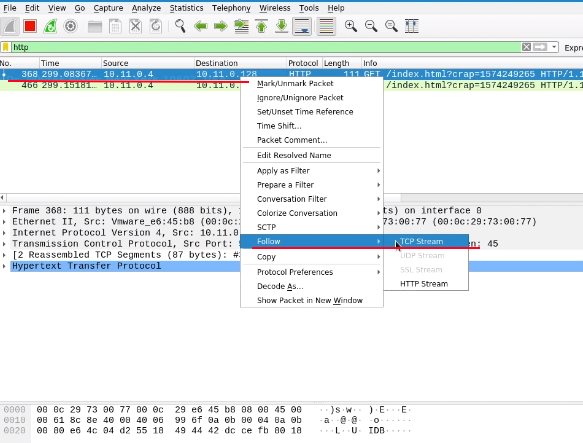 File Edit View Go Capture Analyze Statistics Telephony Wireless Tools Help
http Expre
No. Time Source Destination Protocol Length Info
368 299.08367… 10.11.0.4 10.11.0.128 HTTP 111 GET /index.html?crap=1574249265 HTTP/1.1
466 299.15181… 10.11.0.4 10.11.0. /index.html?crap=1574249265 HTTP/1.1
Mark/Unmark Packet
Ignore/Unignore Packet
Set/Unset Time Reference
Time Shift…
Packet Comment…
Edit Resolved Name
Apply as Filter
Prepare a Filter
Conversation Filter
Colorize Conversation
SCTP
Follow
Copy
Protocol Preferences
Decode As…
Show Packet in New Window
TCP Stream
UDP Stream
SSL Stream
HTTP Stream
Frame 368: 111 bytes on wire (888 bits), ts) on interface 0
Ethernet II, Src: Vmware_e6:45:b8 (00:0c: 73:00:77 (00:0c:29:73:00:77)
Internet Protocol Version 4, Src: 10.11.0
Transmission Control Protocol, Src Port: en: 45
[2 Reassembled TCP Segments (87 bytes): #
Hypertext Transfer Protocol
0000 00 0c 29 73 00 77 00 0c 29 e6 45 b8 08 00 45 00 ··)s·w·· )·E···E·
0010 00 61 8c 8e 40 00 40 06 99 6f 0a 0b 00 04 0a 0b ·a··@·@· ·o······
0020 00 80 e6 4c 04 d2 55 18 49 44 42 dc ce fb 80 18 ···L··U· IDB·····